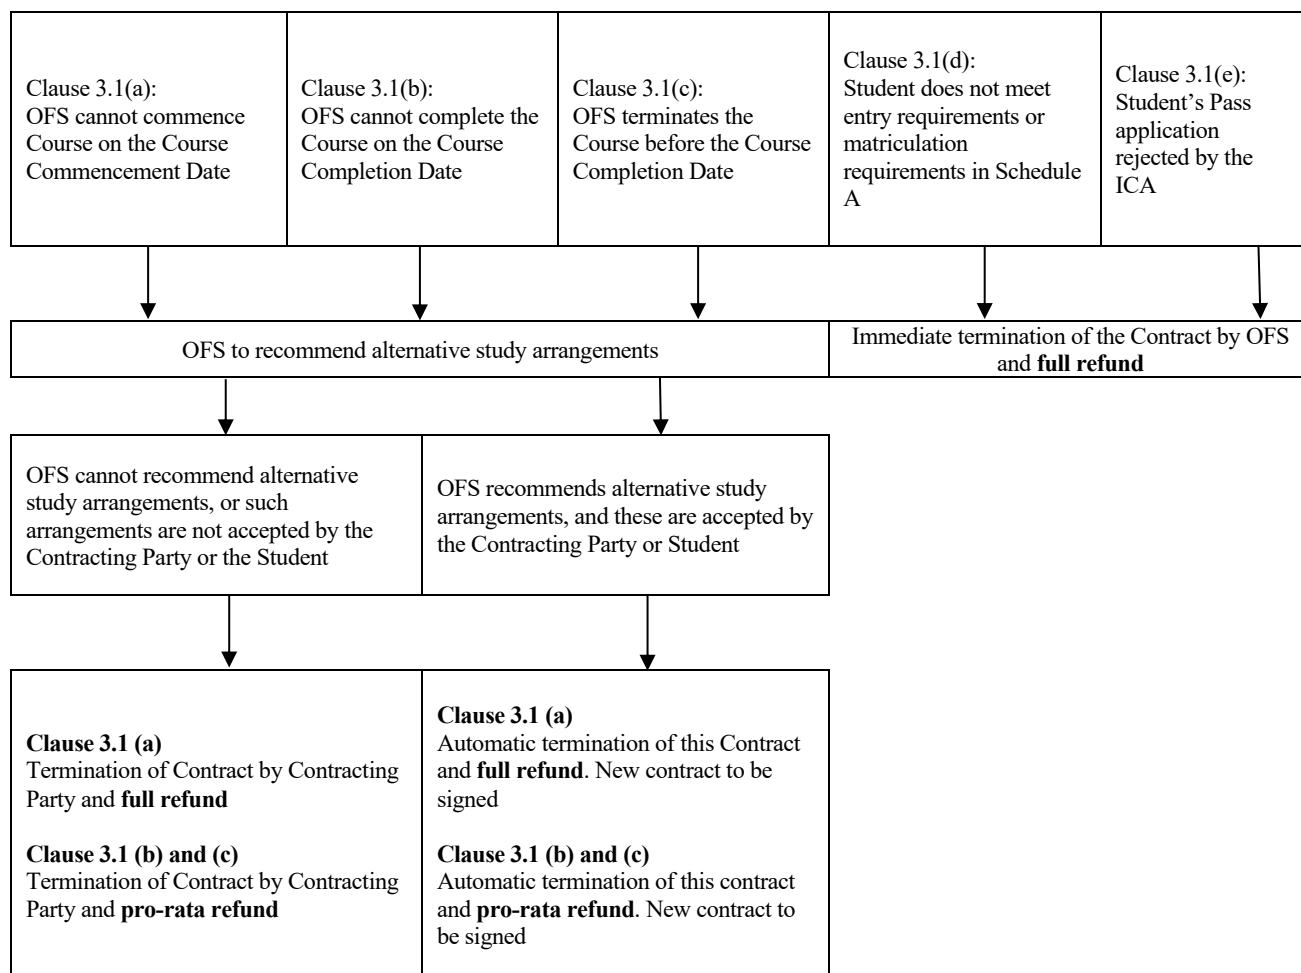 Clause 3.1(a):
OFS cannot commence
Course on the Course
Commencement Date
Clause 3.1(b):
OFS cannot complete the
Course on the Course
Completion Date
Clause 3.1(c):
OFS terminates the
Course before the Course
Completion Date
Clause 3.1(d):
Student does not meet
entry requirements or
matriculation
requirements in Schedule
A
Clause 3.1(e):
Student’s Pass
application
rejected by the
ICA
OFS to recommend alternative study arrangements
Immediate termination of the Contract by OFS
and full refund
OFS cannot recommend alternative
study arrangements, or such
arrangements are not accepted by the
Contracting Party or the Student
OFS recommends alternative study
arrangements, and these are accepted by
the Contracting Party or Student
Clause 3.1 (a)
Termination of Contract by Contracting
Party and full refund
Clause 3.1 (b) and (c)
Termination of Contract by Contracting
Party and pro-rata refund
Clause 3.1 (a)
Automatic termination of this Contract
and full refund. New contract to be
signed
Clause 3.1 (b) and (c)
Automatic termination of this contract
and pro-rata refund. New contract to
be signed